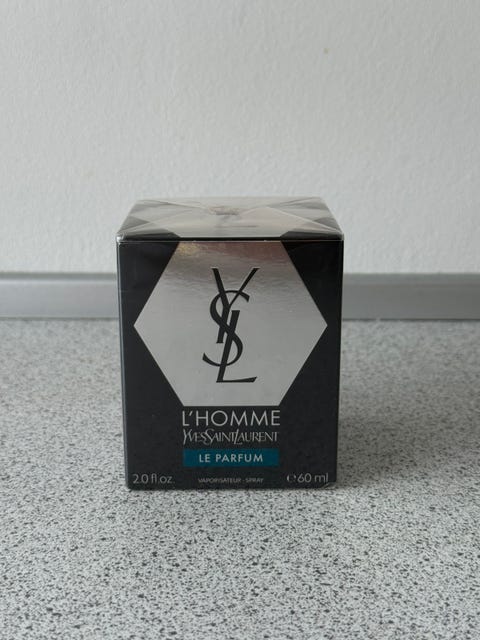 YSL
L'HOMME
YVESSAINTLAURENT
LE PARFUM
2.0 fl.oz. VAPORISATEUR - SPRAY ℮60 ml